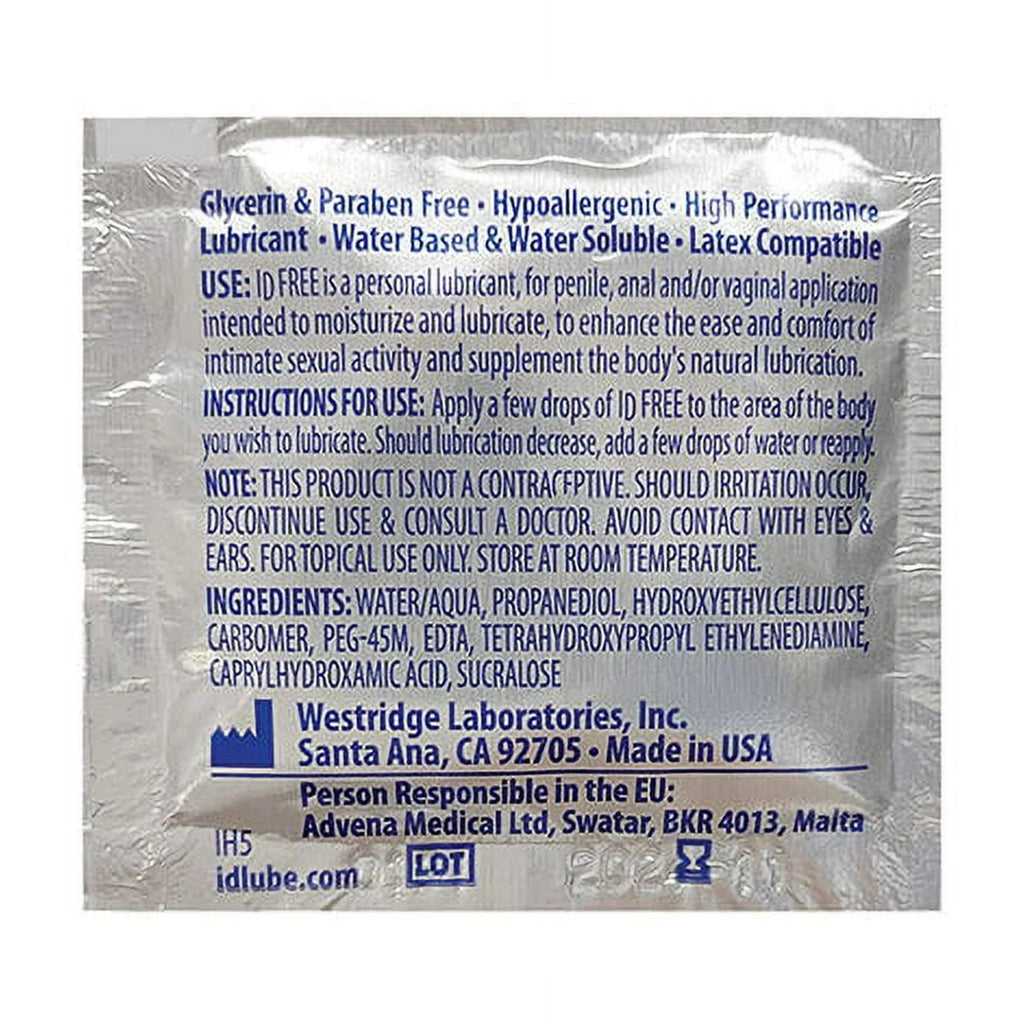 Glycerin & Paraben Free • Hypoallergenic • High Performance
Lubricant • Water Based & Water Soluble • Latex Compatible
USE: ID FREE is a personal lubricant, for penile, anal and/or vaginal application
intended to moisturize and lubricate, to enhance the ease and comfort of
intimate sexual activity and supplement the body's natural lubrication.
INSTRUCTIONS FOR USE: Apply a few drops of ID FREE to the area of the body
you wish to lubricate. Should lubrication decrease, add a few drops of water or reapply.
NOTE: THIS PRODUCT IS NOT A CONTRACEPTIVE. SHOULD IRRITATION OCCUR,
DISCONTINUE USE & CONSULT A DOCTOR. AVOID CONTACT WITH EYES &
EARS. FOR TOPICAL USE ONLY. STORE AT ROOM TEMPERATURE.
INGREDIENTS: WATER/AQUA, PROPANEDIOL, HYDROXYETHYLCELLULOSE,
CARBOMER, PEG-45M, EDTA, TETRAHYDROXYPROPYL ETHYLENEDIAMINE,
CAPRYLHYDROXAMIC ACID, SUCRALOSE
Westridge Laboratories, Inc.
Santa Ana, CA 92705 • Made in USA
Person Responsible in the EU:
Advena Medical Ltd, Swatar, BKR 4013, Malta
IH5
idlube.com LOT